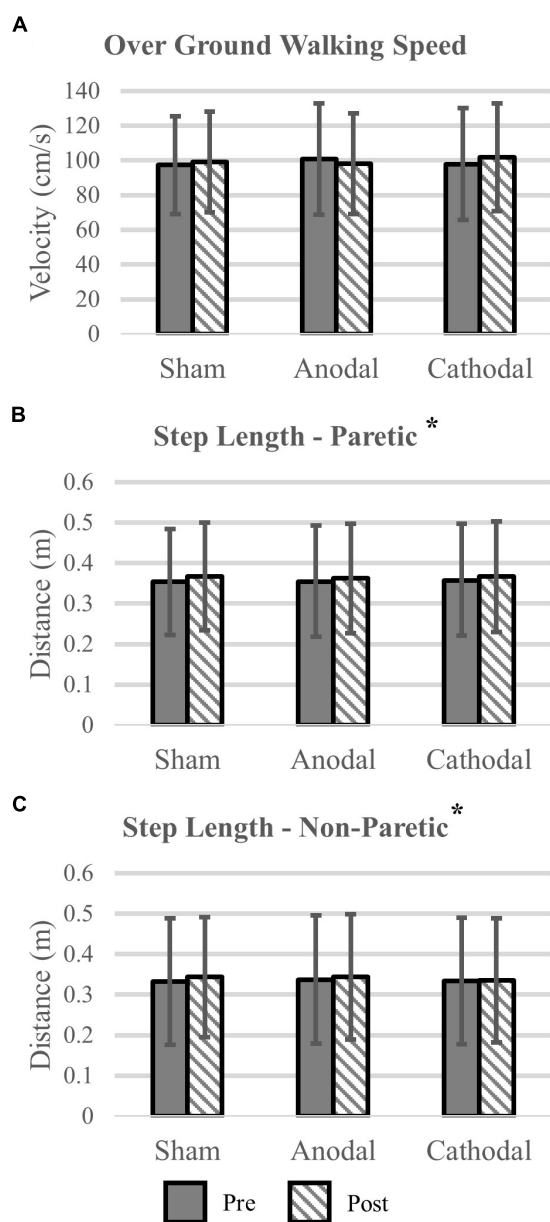 A
Over Ground Walking Speed
Velocity (cm/s)
140
120
100
80
60
40
20
0
Sham Anodal Cathodal
B
Step Length - Paretic *
Distance (m)
0.6
0.5
0.4
0.3
0.2
0.1
0
Sham Anodal Cathodal
C
Step Length - Non-Paretic *
Distance (m)
0.6
0.5
0.4
0.3
0.2
0.1
0
Sham Anodal Cathodal
Pre Post